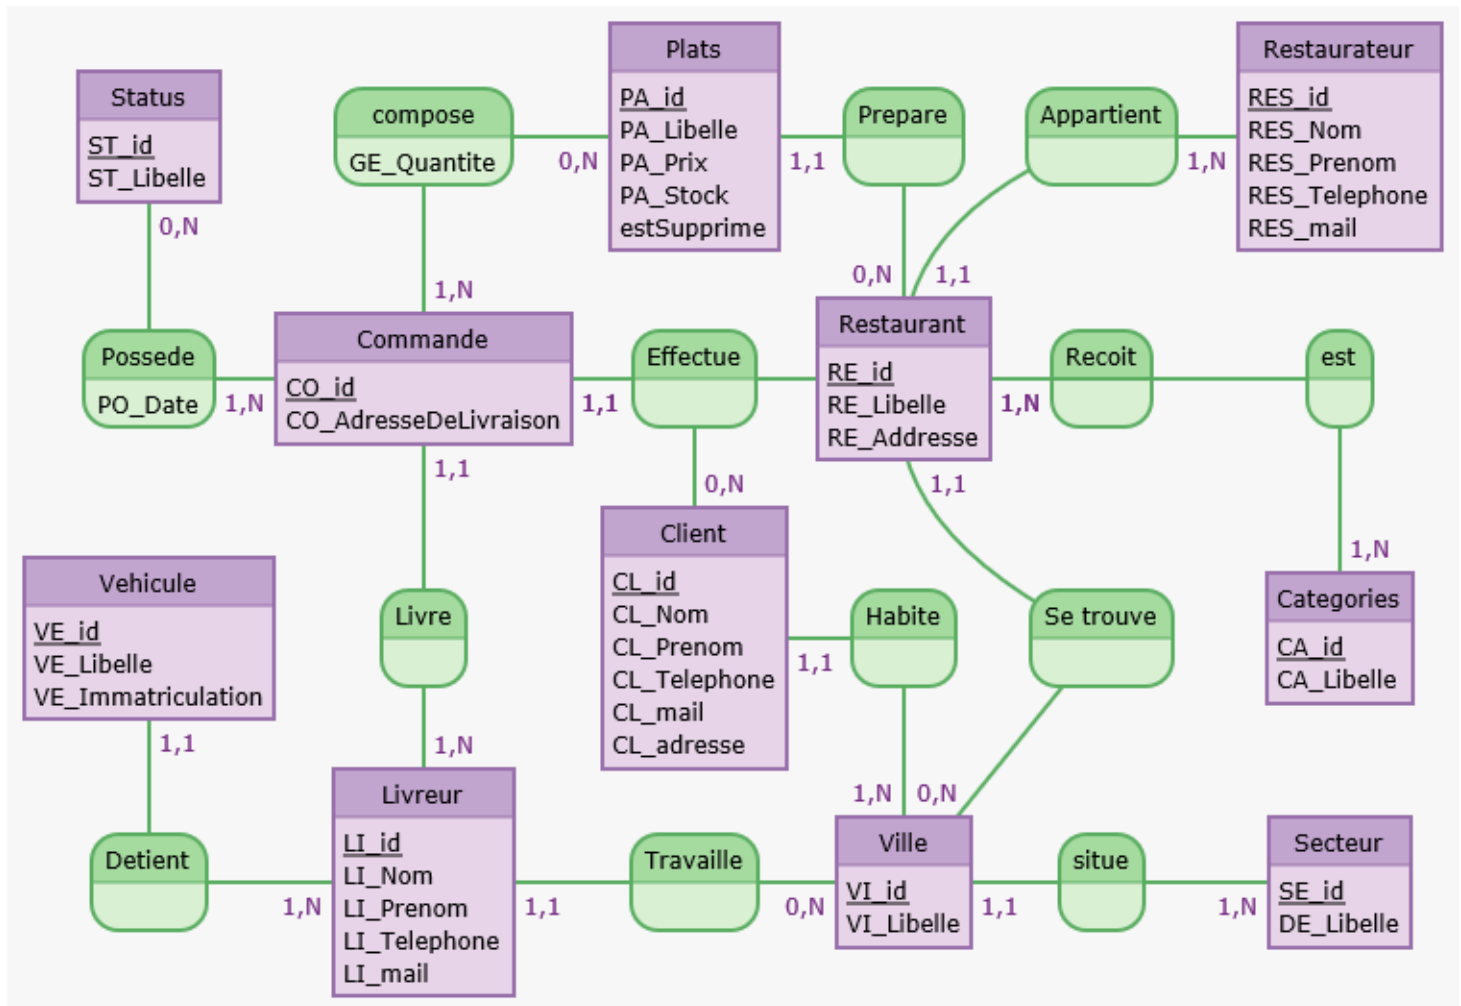 Plats
PA_id
PA_Libelle
PA_Prix
PA_Stock
estSupprime
Restaurateur
RES_id
RES_Nom
RES_Prenom
RES_Telephone
RES_mail
Status
ST_id
ST_Libelle
compose
GE_Quantite
Prepare
Appartient
0,N
1,1
1,N
0,N
1,N
0,N
1,1
Possede
PO_Date
Commande
CO_id
CO_AdresseDeLivraison
Effectue
Restaurant
RE_id
RE_Libelle
RE_Addresse
Recoit
est
1,N
1,1
1,N
1,1
0,N
1,1
1,N
Vehicule
VE_id
VE_Libelle
VE_Immatriculation
Livre
Client
CL_id
CL_Nom
CL_Prenom
CL_Telephone
CL_mail
CL_adresse
Habite
Se trouve
Categories
CA_id
CA_Libelle
1,1
1,1
1,N
1,N
0,N
Detient
Livreur
LI_id
LI_Nom
LI_Prenom
LI_Telephone
LI_mail
Travaille
Ville
VI_id
VI_Libelle
situe
Secteur
SE_id
DE_Libelle
1,N
1,1
0,N
1,1
1,N